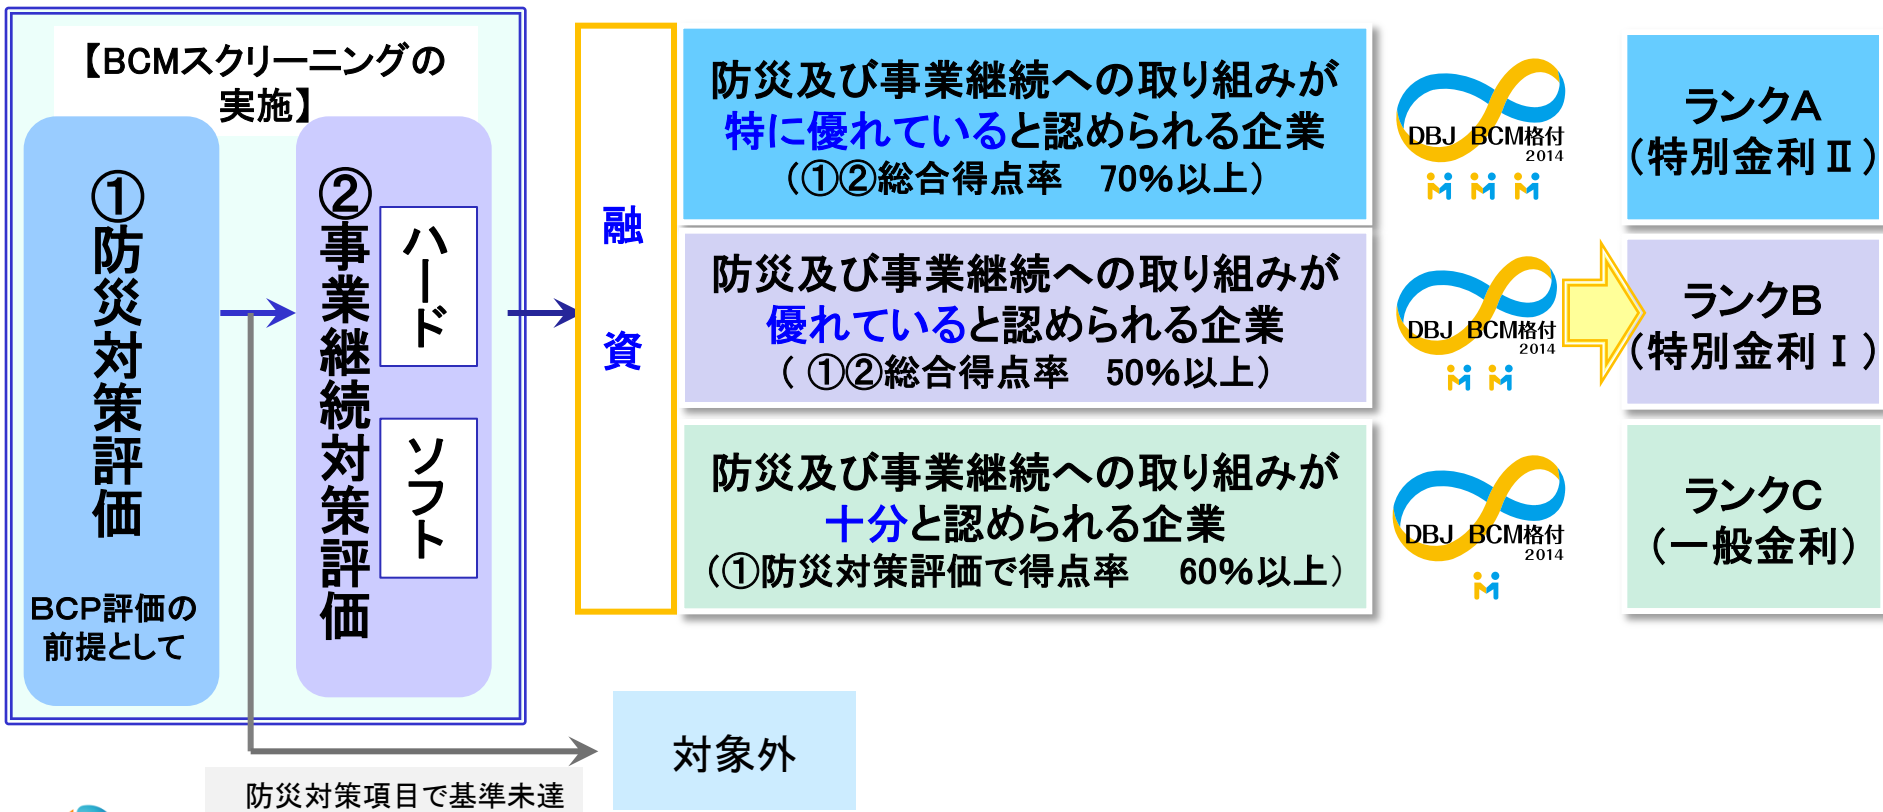 【BCMスクリーニングの
実施】
①防災対策評価
BCP評価の
前提として
②事業継続対策評価
ハード
ソフト
融資
防災及び事業継続への取り組みが
特に優れていると認められる企業
（①②総合得点率　70％以上）
DBJ BCM格付
2014
ランクA
（特別金利Ⅱ）
防災及び事業継続への取り組みが
優れていると認められる企業
（ ①②総合得点率　50％以上）
DBJ BCM格付
2014
ランクB
（特別金利Ⅰ）
防災及び事業継続への取り組みが
十分と認められる企業
（①防災対策評価で得点率　60％以上）
DBJ BCM格付
2014
ランクC
（一般金利）
対象外
防災対策項目で基準未達